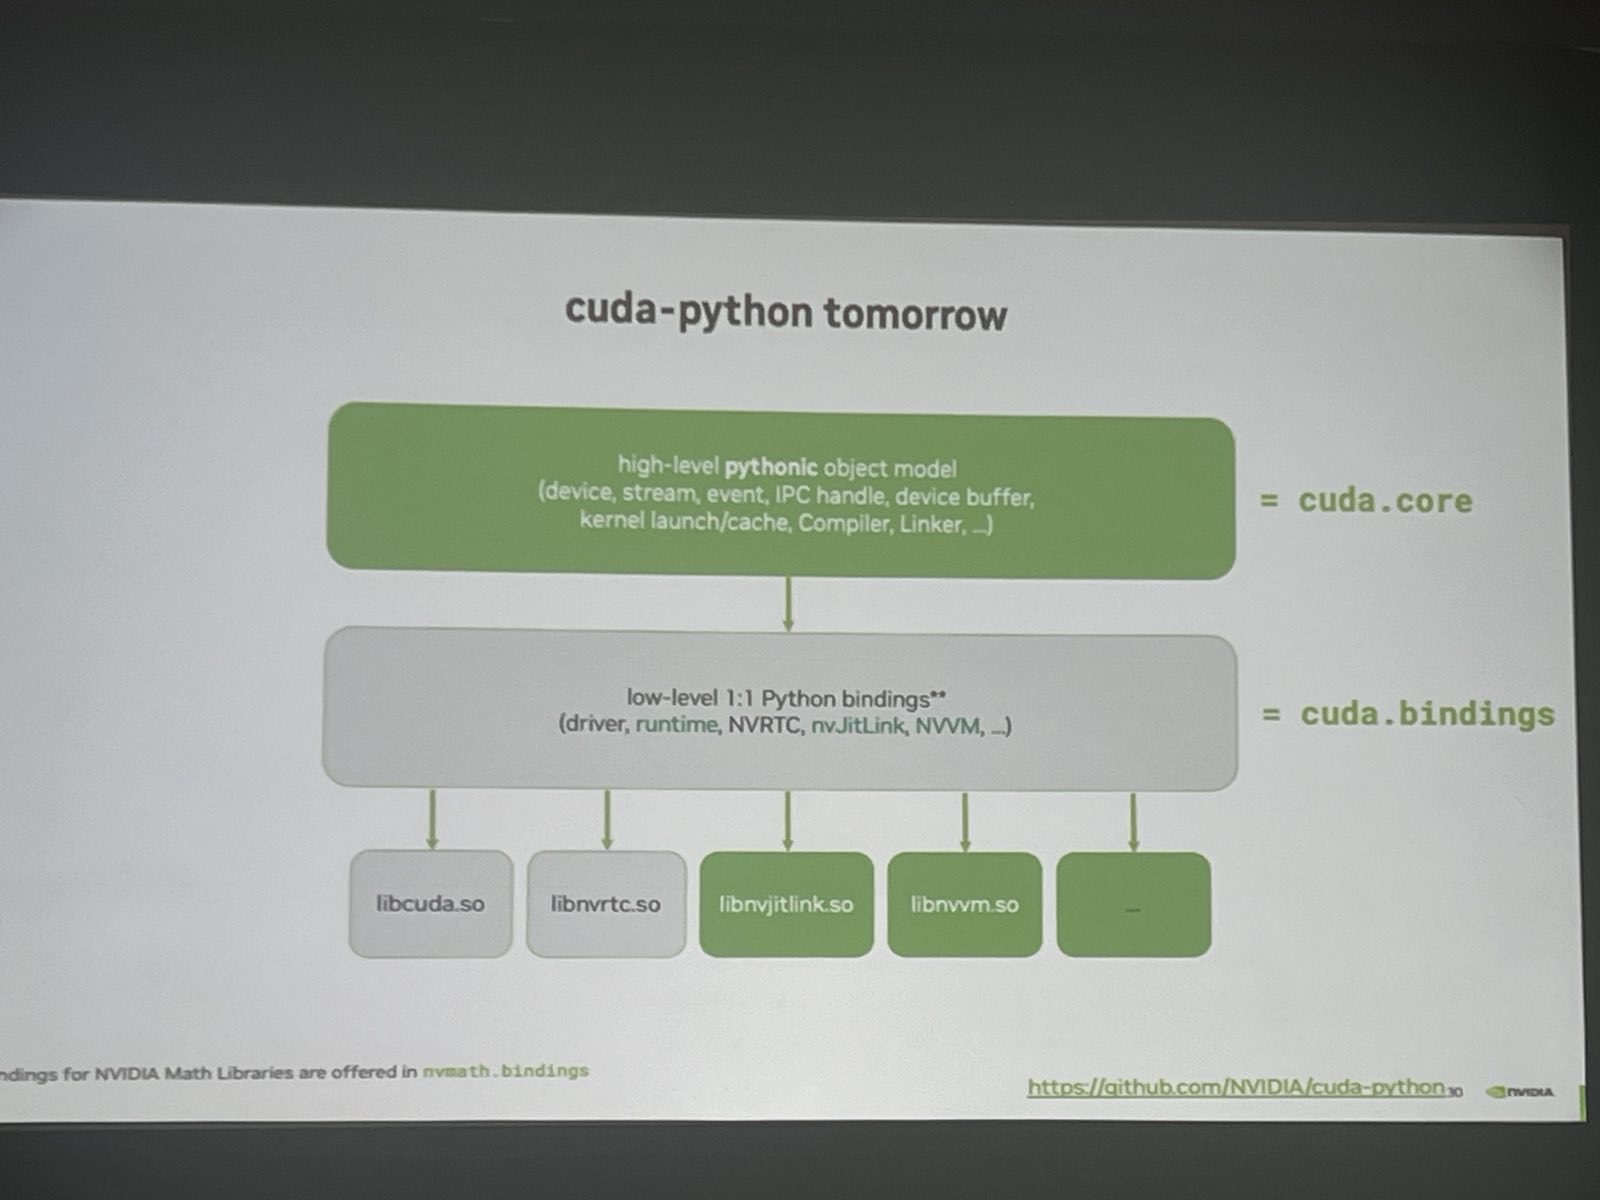 cuda-python tomorrow
high-level pythonic object model
(device, stream, event, IPC handle, device buffer,
kernel launch/cache, Compiler, Linker, ...)
= cuda.core
low-level 1:1 Python bindings**
(driver, runtime, NVRTC, nvJitLink, NVVM, ...)
= cuda.bindings
libcuda.so
libnvrtc.so
libnvjitlink.so
libnvvm.so
...
ndings for NVIDIA Math Libraries are offered in nvmath.bindings
https://github.com/NVIDIA/cuda-python
30
NVIDIA